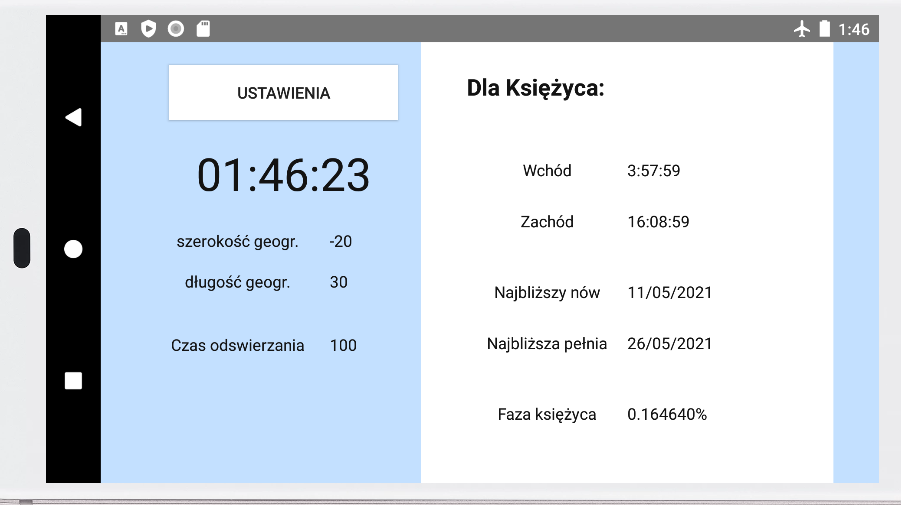 1:46
USTAWIENIA
01:46:23
szerokość geogr. -20
długość geogr. 30
Czas odswierzania 100
Dla Księżyca:
Wchód 3:57:59
Zachód 16:08:59
Najbliższy nów 11/05/2021
Najbliższa pełnia 26/05/2021
Faza księżyca 0.164640%